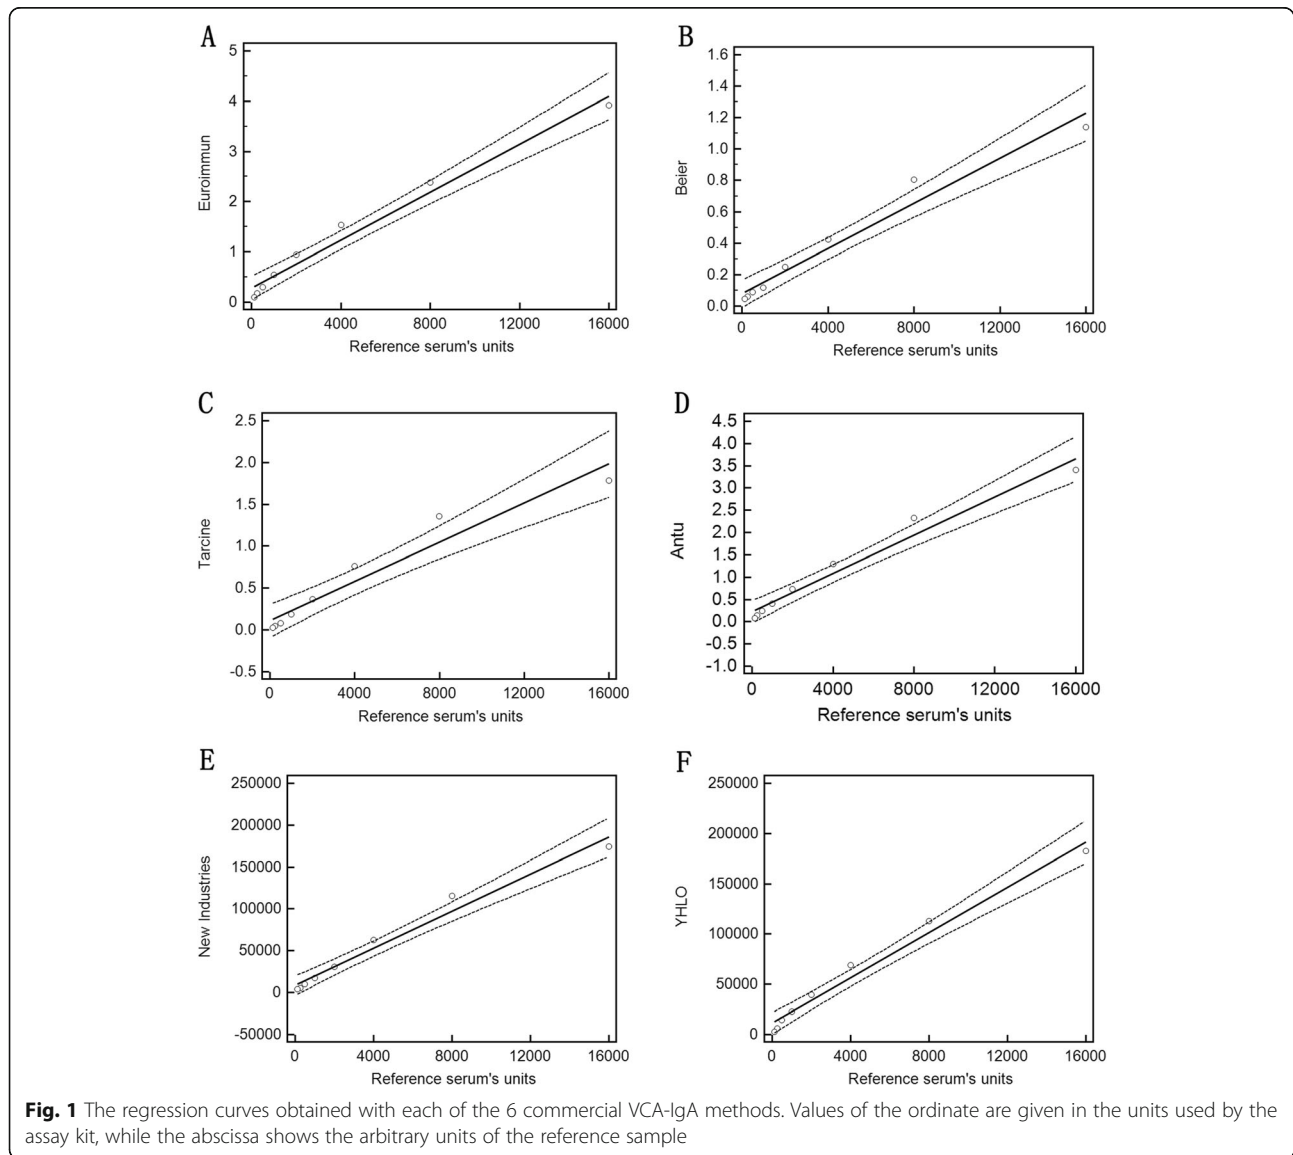 A
5
4
3
2
1
0
Euroimmun
0 4000 8000 12000 16000
Reference serum's units
B
1.6
1.4
1.2
1.0
0.8
0.6
0.4
0.2
0.0
Beier
0 4000 8000 12000 16000
Reference serum's units
C
2.5
2.0
1.5
1.0
0.5
0.0
-0.5
Tarcine
0 4000 8000 12000 16000
Reference serum's units
D
4.5
4.0
3.5
3.0
2.5
2.0
1.5
1.0
0.5
0.0
-0.5
-1.0
Antu
0 4000 8000 12000 16000
Reference serum's units
E
250000
200000
150000
100000
50000
0
-50000
New Industries
0 4000 8000 12000 16000
Reference serum's units
F
250000
200000
150000
100000
50000
0
YHLO
0 4000 8000 12000 16000
Reference serum's units
Fig. 1 The regression curves obtained with each of the 6 commercial VCA-IgA methods. Values of the ordinate are given in the units used by the
assay kit, while the abscissa shows the arbitrary units of the reference sample